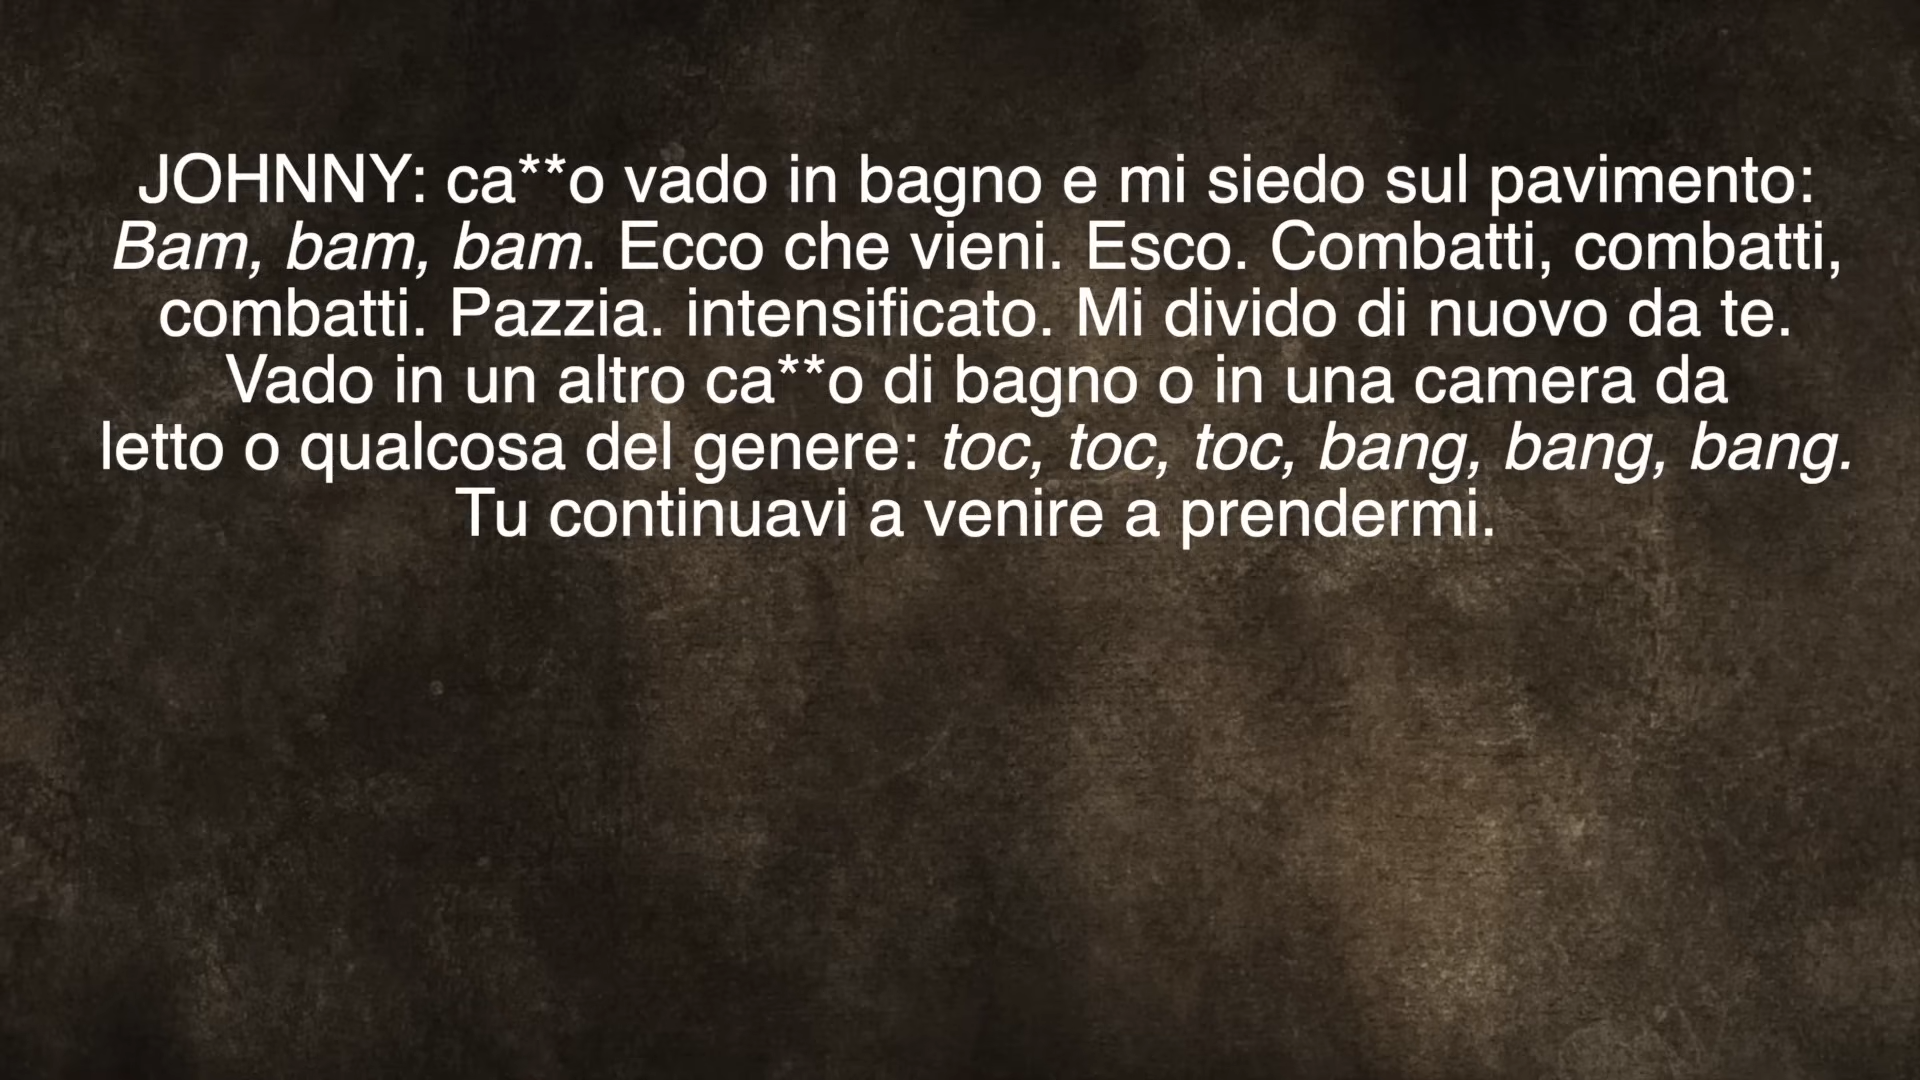 JOHNNY: ca**o vado in bagno e mi siedo sul pavimento:
Bam, bam, bam. Ecco che vieni. Esco. Combatti, combatti,
combatti. Pazzia. intensificato. Mi divido di nuovo da te.
Vado in un altro ca**o di bagno o in una camera da
letto o qualcosa del genere: toc, toc, toc, bang, bang, bang.
Tu continuavi a venire a prendermi.